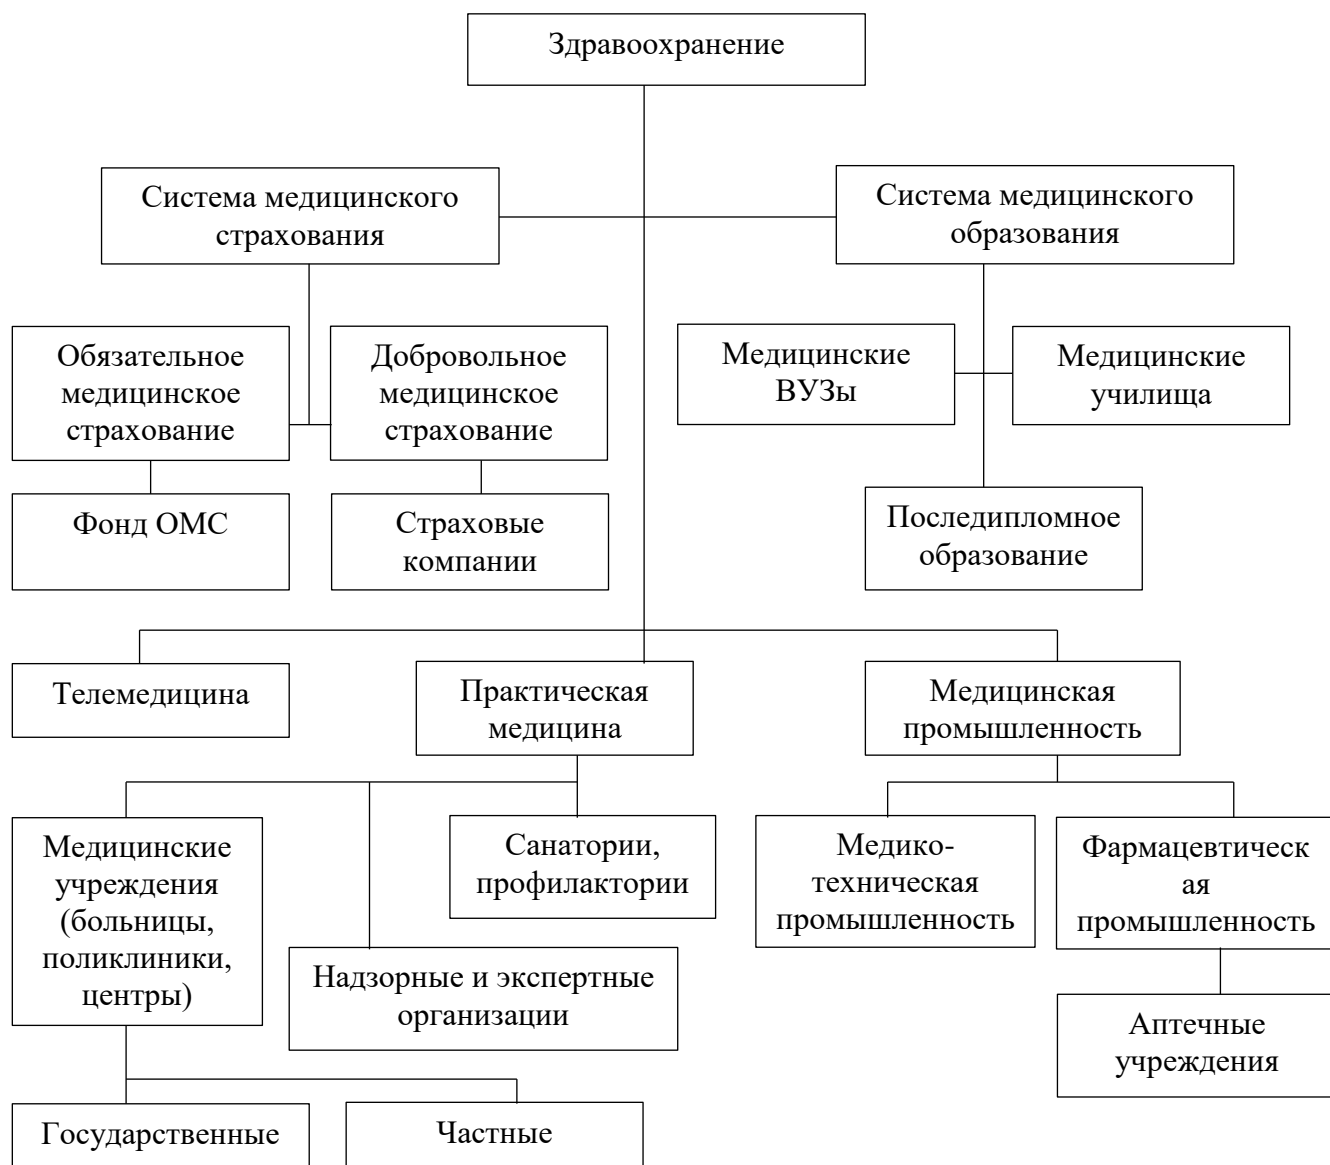 Здравоохранение
Система медицинского
страхования
Система медицинского
образования
Обязательное
медицинское
страхование
Добровольное
медицинское
страхование
Медицинские
ВУЗы
Медицинские
училища
Фонд ОМС
Страховые
компании
Последипломное
образование
Телемедицина
Практическая
медицина
Медицинская
промышленность
Медицинские
учреждения
(больницы,
поликлиники,
центры)
Санатории,
профилактории
Медико-
техническая
промышленность
Фармацевтическ
ая
промышленность
Надзорные и экспертные
организации
Аптечные
учреждения
Государственные
Частные